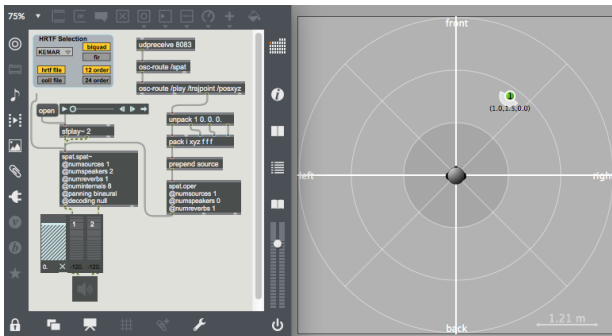 75%
HRTF Selection
KEMAR
biquad
fir
hrtf file
12 order
coll file
24 order
open
sfplay~ 2
spat.spat~
@numsources 1
@numspeakers 2
@numreverbs 1
@numinternals 8
@panning binaural
@decoding null
1 2
0.
-120.
-120.
udpreceive 8083
osc-route /spat
osc-route /play /trajpoint /posxyz
unpack 1 0. 0. 0.
pack i xyz f f f
prepend source
spat.oper
@numsources 1
@numspeakers 0
@numreverbs 1
front
1
(1.0,1.5,0.0)
left
right
back
1.21 m